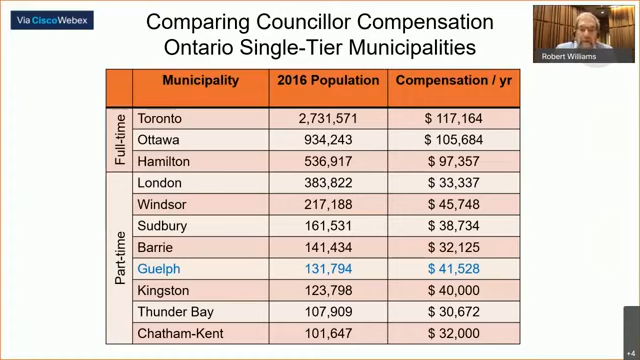 Via CiscoWebex
Comparing Councillor Compensation
Ontario Single-Tier Municipalities
Robert Williams
Municipality 2016 Population Compensation / yr
Full-time
Toronto 2,731,571 $ 117,164
Ottawa 934,243 $ 105,684
Hamilton 536,917 $ 97,357
Part-time
London 383,822 $ 33,337
Windsor 217,188 $ 45,748
Sudbury 161,531 $ 38,734
Barrie 141,434 $ 32,125
Guelph 131,794 $ 41,528
Kingston 123,798 $ 40,000
Thunder Bay 107,909 $ 30,672
Chatham-Kent 101,647 $ 32,000
+4